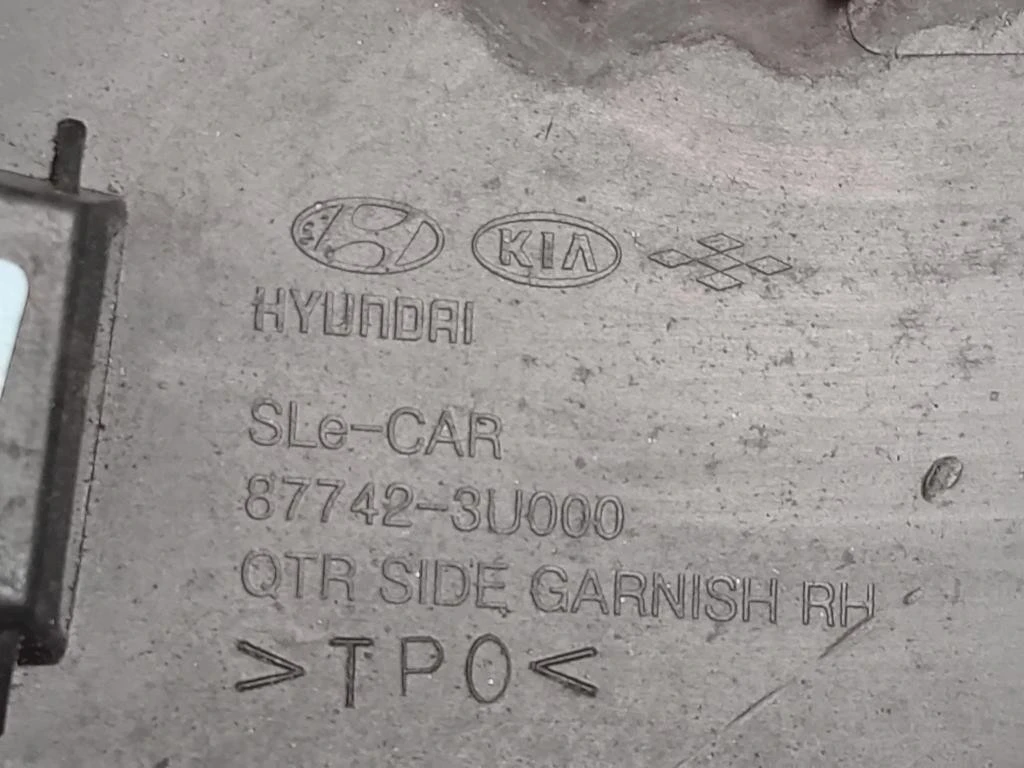 KIA
HYUNDAI
SLe-CAR
87742-3U000
QTR SIDE GARNISH RH
>TPO<